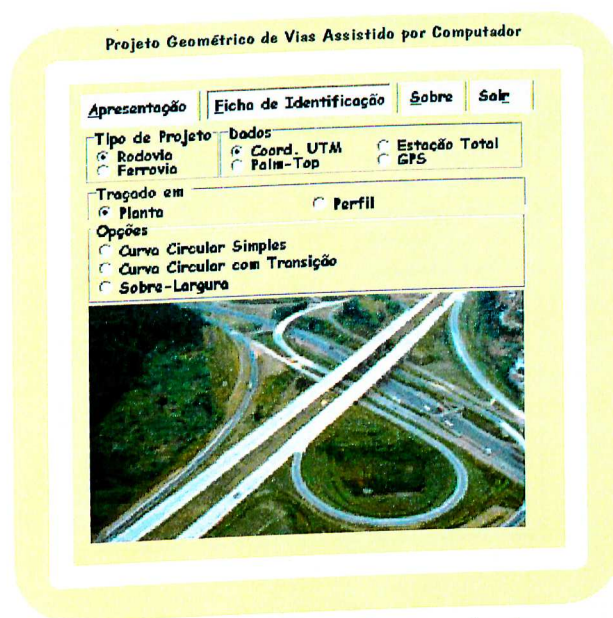 Projeto Geométrico de Vias Assistido por Computador
Apresentação Ficha de Identificação Sobre Sair
Tipo de Projeto Dados
Rodovia Coord. UTM Estação Total
Ferrovia Palm-Top GPS
Traçado em
Planta Perfil
Opções
Curva Circular Simples
Curva Circular com Transição
Sobre-Largura